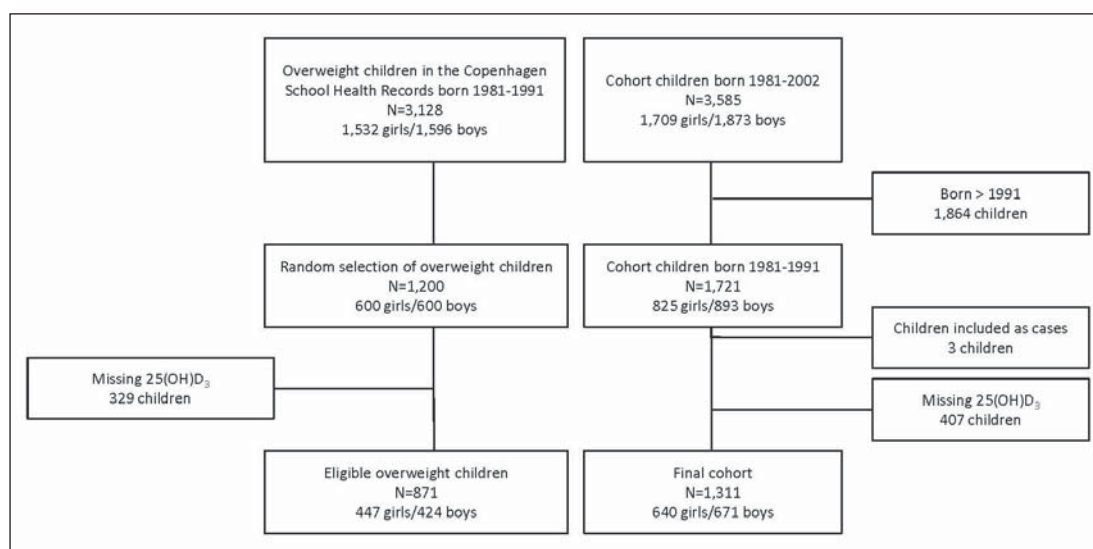 Overweight children in the Copenhagen
School Health Records born 1981-1991
N=3,128
1,532 girls/1,596 boys
Cohort children born 1981-2002
N=3,585
1,709 girls/1,873 boys
Born > 1991
1,864 children
Random selection of overweight children
N=1,200
600 girls/600 boys
Cohort children born 1981-1991
N=1,721
825 girls/893 boys
Children included as cases
3 children
Missing 25(OH)D₃
329 children
Missing 25(OH)D₃
407 children
Eligible overweight children
N=871
447 girls/424 boys
Final cohort
N=1,311
640 girls/671 boys